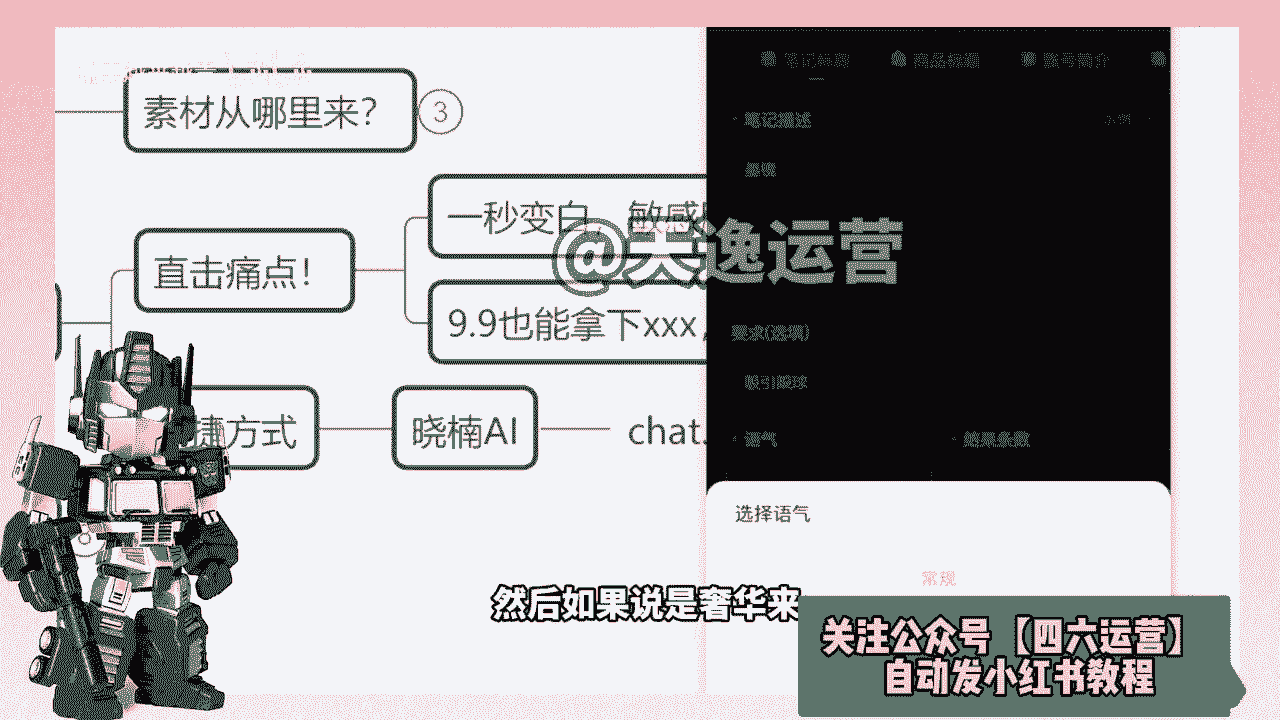 素材从哪里来？
3
一秒变白，敏感
直击痛点！
9.9也能拿下xxx，
捷方式
晓楠AI
chat.
@天逸运营
笔记标题
商品标题
账号简介
笔记描述
要求(选填)
吸引眼球
语气
结果条数
选择语气
常规
然后如果说是奢华来
关注公众号【四六运营】
自动发小红书教程